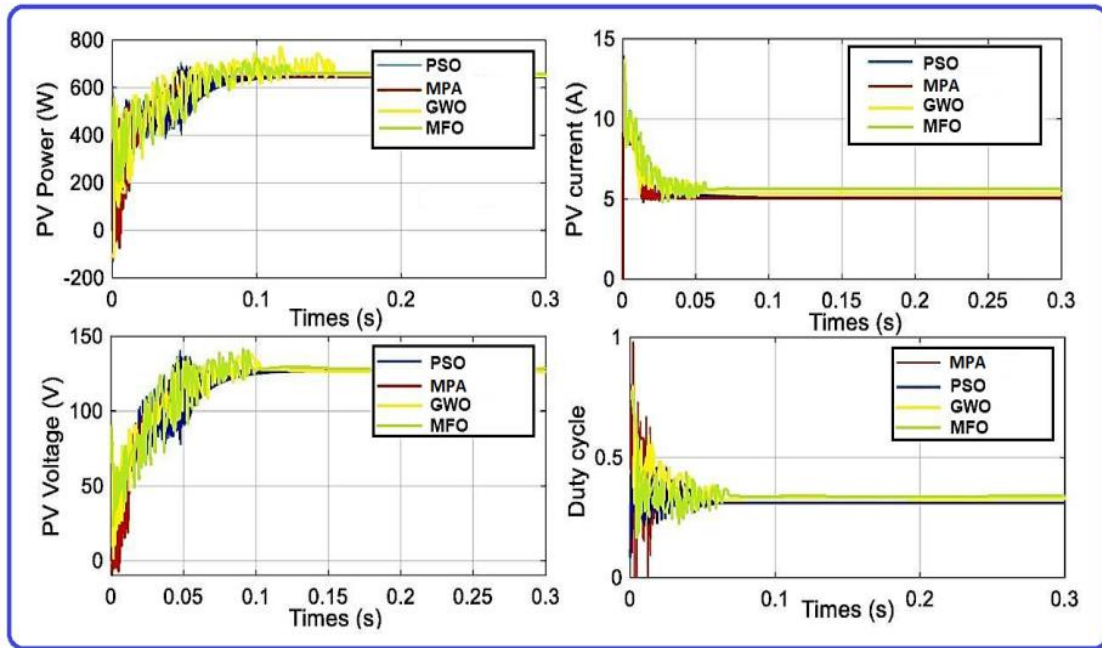 PV Power (W)
800
600
400
200
0
-200
PSO
MPA
GWO
MFO
0
0.1
0.2
0.3
Times (s)
PV current (A)
15
10
5
0
PSO
MPA
GWO
MFO
0
0.05
0.1
0.15
0.2
0.25
0.3
Times (s)
PV Voltage (V)
150
100
50
0
PSO
MPA
GWO
MFO
0
0.05
0.1
0.15
0.2
0.25
0.3
Times (s)
Duty cycle
1
0.5
0
MPA
PSO
GWO
MFO
0
0.1
0.2
0.3
Times (s)